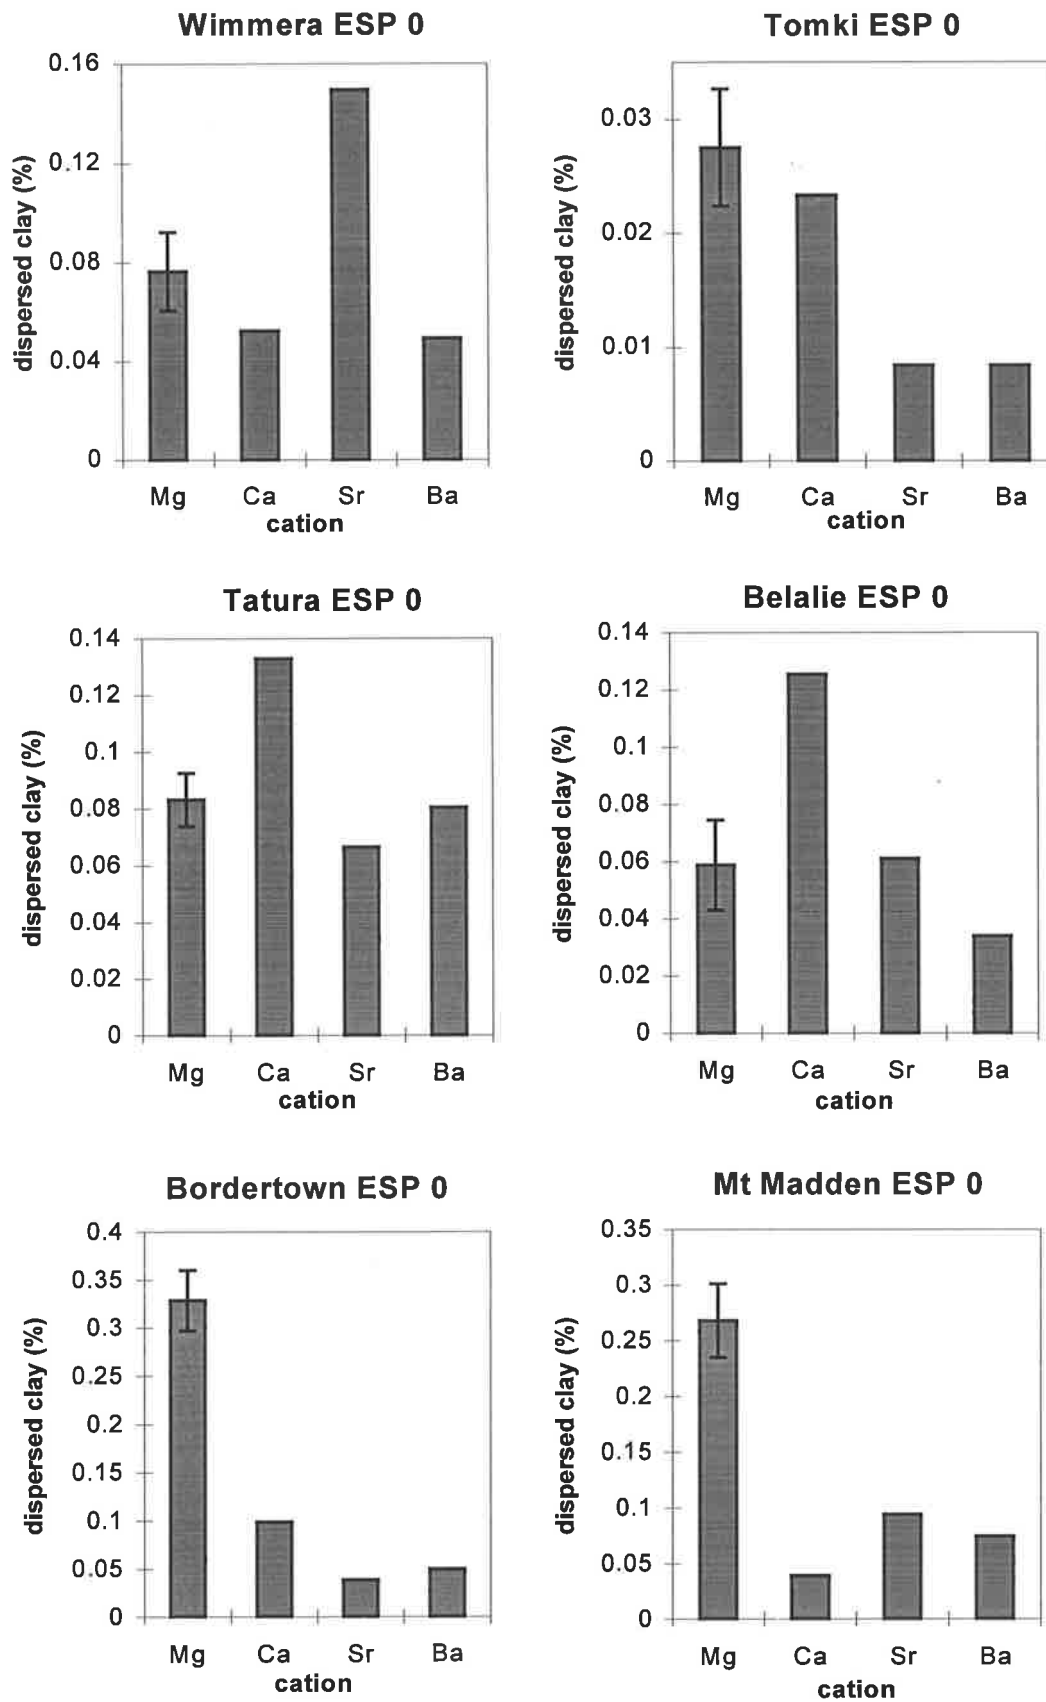 Wimmera ESP 0
dispersed clay (%)
0.16
0.12
0.08
0.04
0
Mg Ca Sr Ba
cation
Tomki ESP 0
dispersed clay (%)
0.03
0.02
0.01
0
Mg Ca Sr Ba
cation
Tatura ESP 0
dispersed clay (%)
0.14
0.12
0.1
0.08
0.06
0.04
0.02
0
Mg Ca Sr Ba
cation
Belalie ESP 0
dispersed clay (%)
0.14
0.12
0.1
0.08
0.06
0.04
0.02
0
Mg Ca Sr Ba
cation
Bordertown ESP 0
dispersed clay (%)
0.4
0.35
0.3
0.25
0.2
0.15
0.1
0.05
0
Mg Ca Sr Ba
cation
Mt Madden ESP 0
dispersed clay (%)
0.35
0.3
0.25
0.2
0.15
0.1
0.05
0
Mg Ca Sr Ba
cation